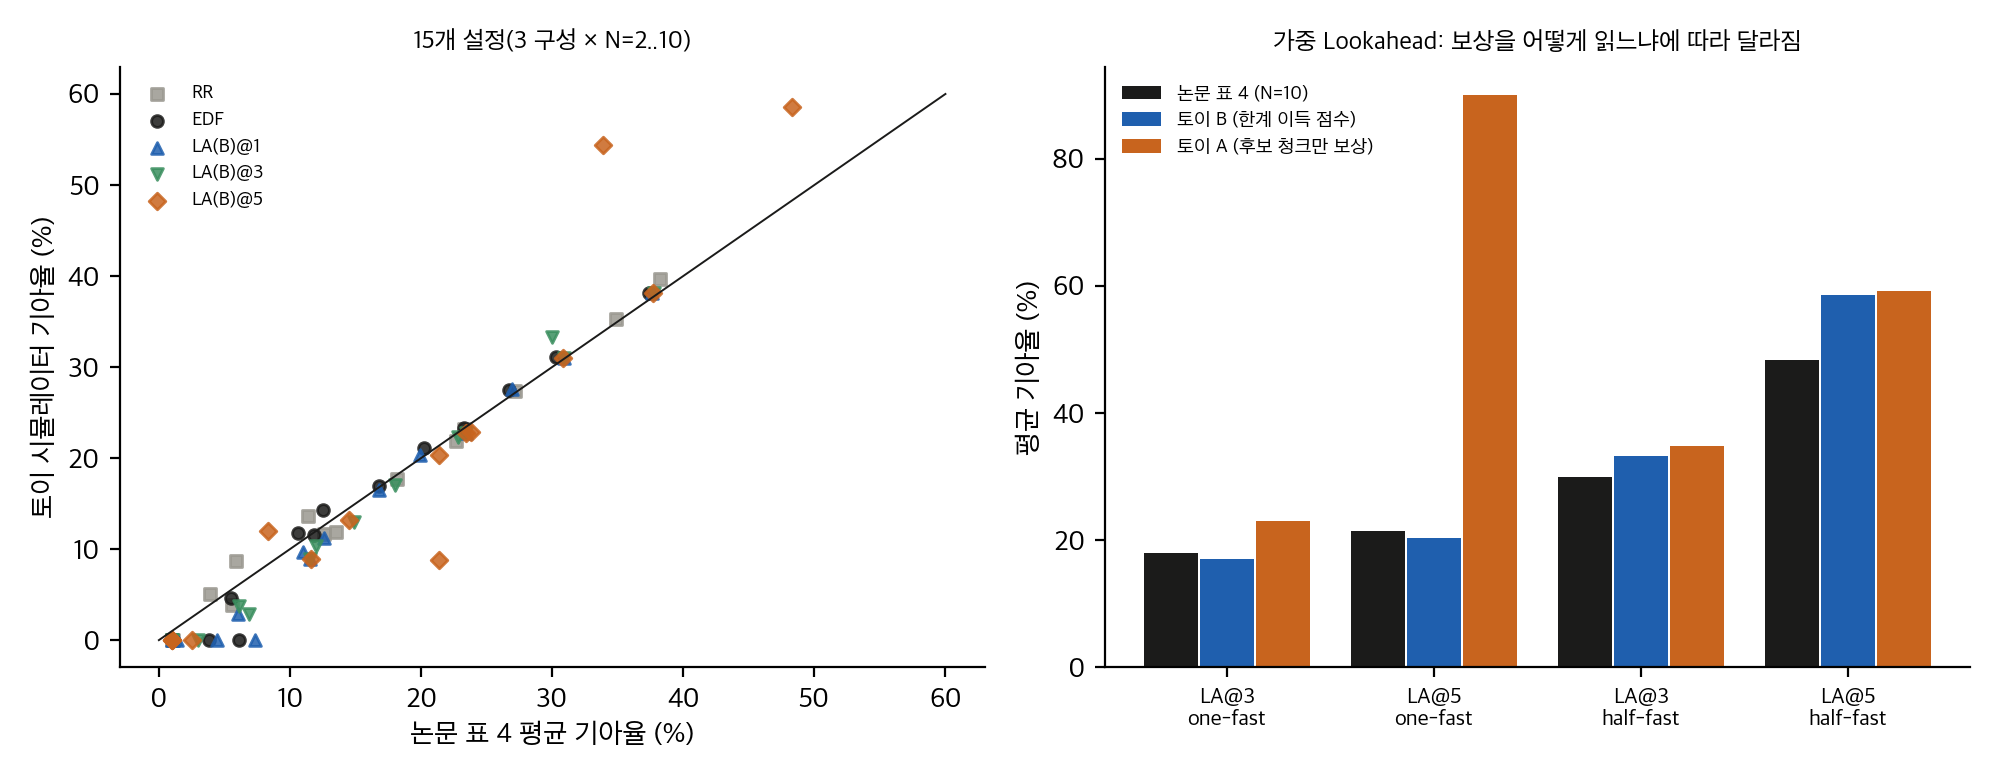 15개 설정(3 구성 × N=2..10)
RR
EDF
LA(B)@1
LA(B)@3
LA(B)@5
토이 시뮬레이터 기아율 (%)
60
50
40
30
20
10
0
0 10 20 30 40 50 60
논문 표 4 평균 기아율 (%)
가중 Lookahead: 보상을 어떻게 읽느냐에 따라 달라짐
논문 표 4 (N=10)
토이 B (한계 이득 점수)
토이 A (후보 청크만 보상)
평균 기아율 (%)
80
60
40
20
0
LA@3 LA@5 LA@3 LA@5
one-fast one-fast half-fast half-fast